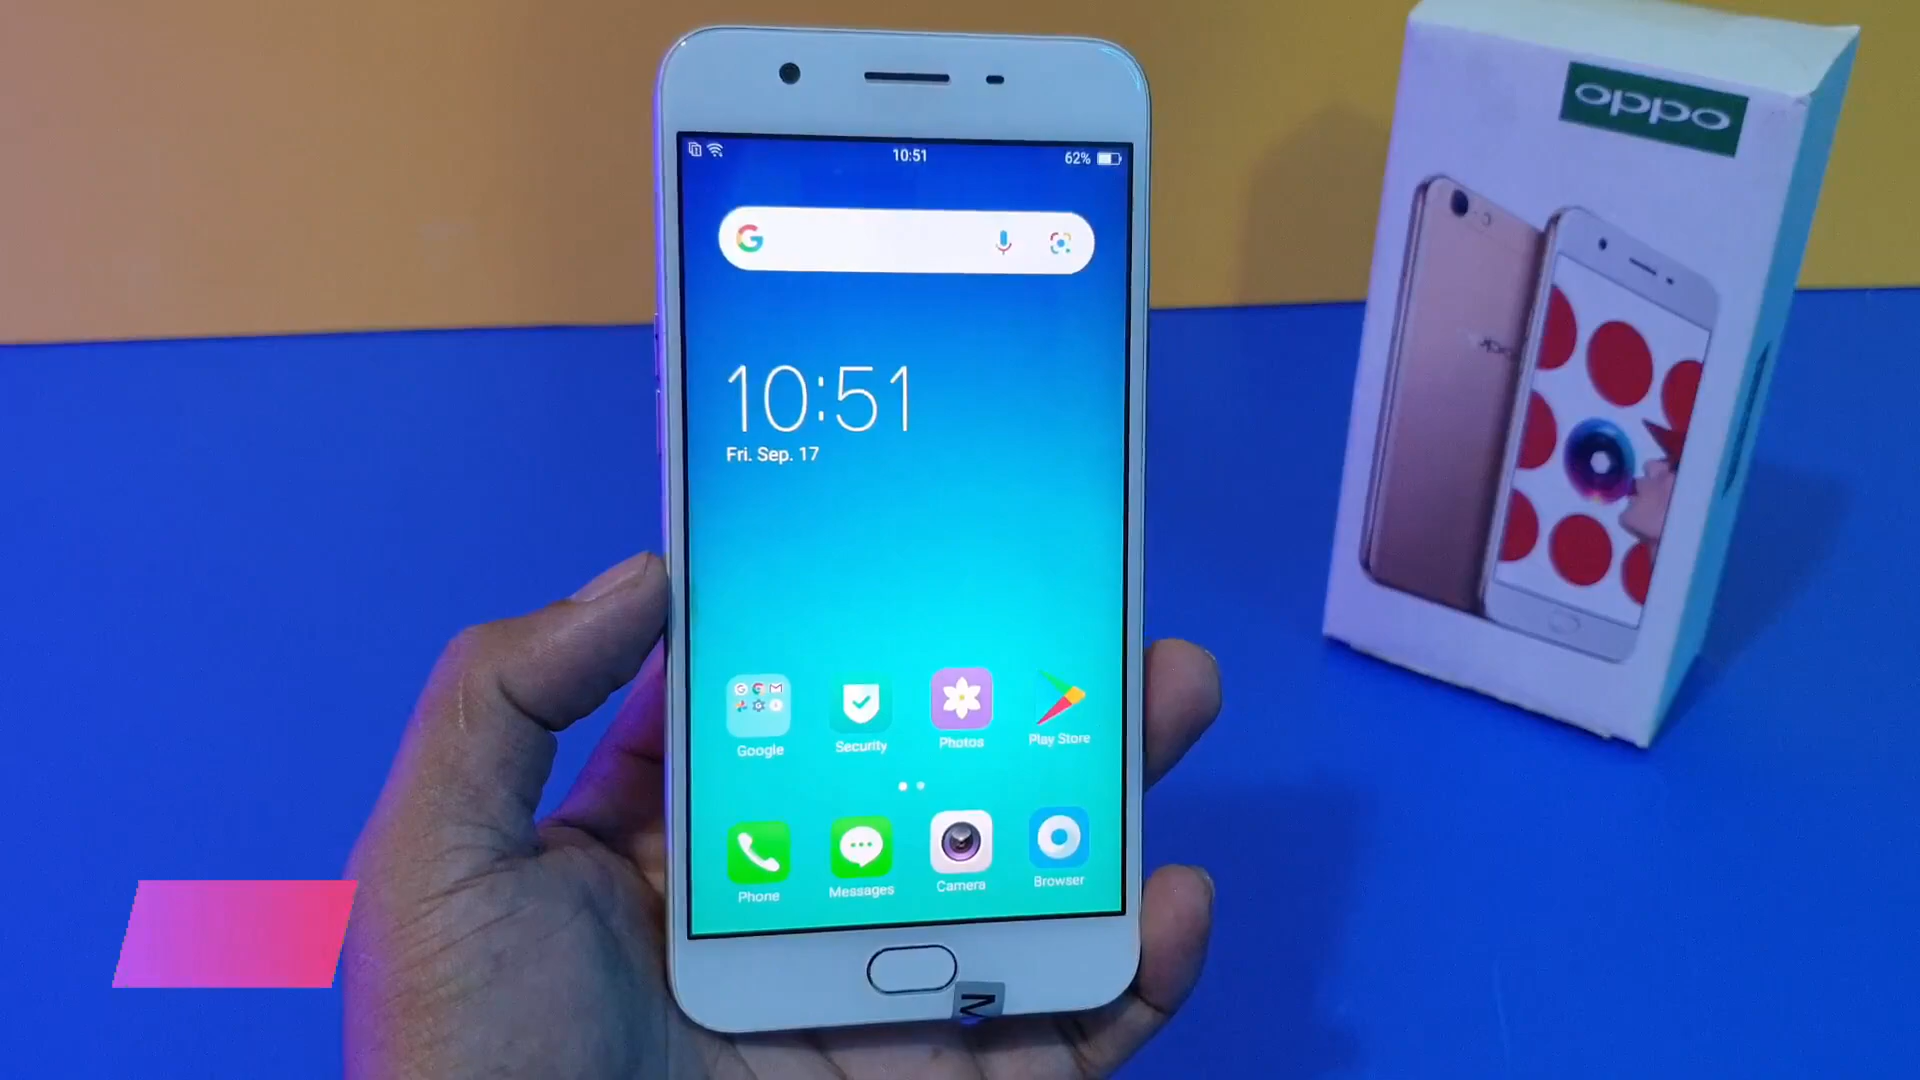 10:51
62%
oppo
G
10:51
Fri. Sep. 17
Google
Security
Photos
Play Store
Phone
Messages
Camera
Browser
M